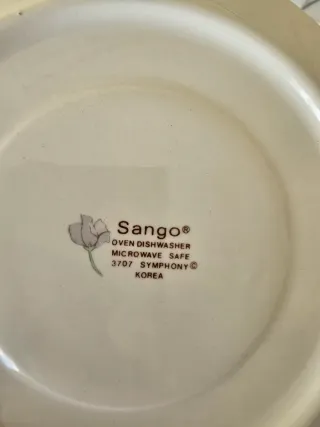 Sango®
OVEN DISHWASHER
MICROWAVE SAFE
3707 SYMPHONY©
KOREA